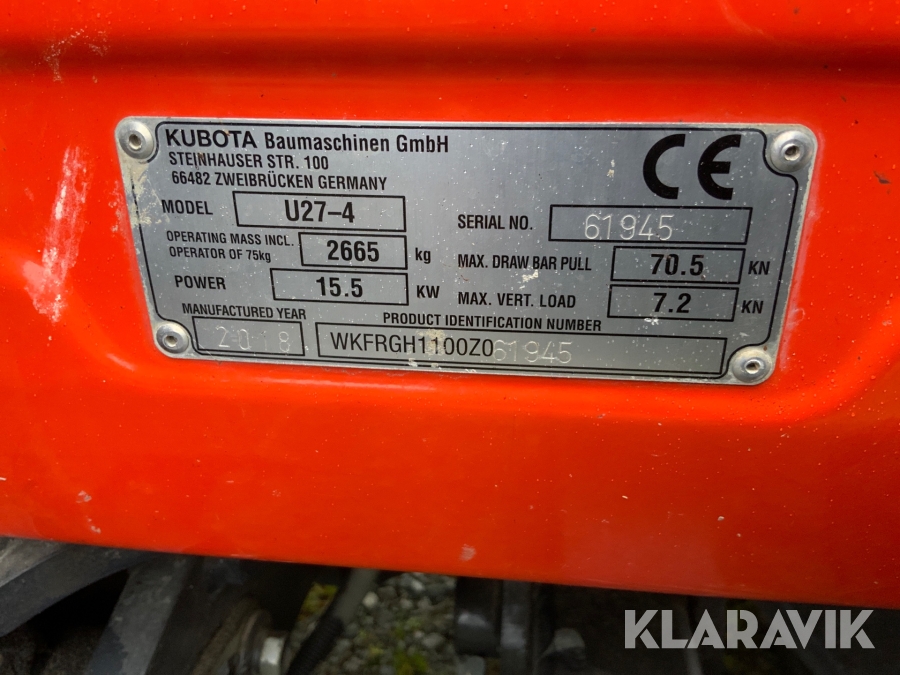 KUBOTA Baumaschinen GmbH
STEINHAUSER STR. 100
66482 ZWEIBRÜCKEN GERMANY
CE
MODEL U27-4
SERIAL NO. 61945
OPERATING MASS INCL.
OPERATOR OF 75kg 2665 kg
MAX. DRAW BAR PULL 70.5 KN
POWER 15.5 KW
MAX. VERT. LOAD 7.2 KN
MANUFACTURED YEAR
2018
PRODUCT IDENTIFICATION NUMBER
WKFRGH1100Z061945
KLARAVIK